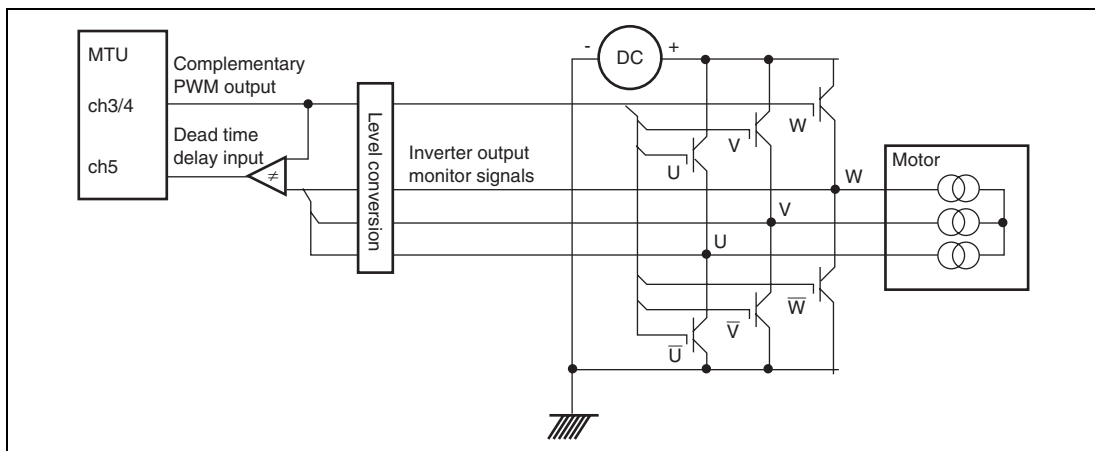 MTU
Complementary
PWM output
ch3/4
Dead time
delay input
ch5
≠
Level conversion
Inverter output
monitor signals
-
DC
+
W
V
U
W
V
U
W̅
V̅
U̅
Motor